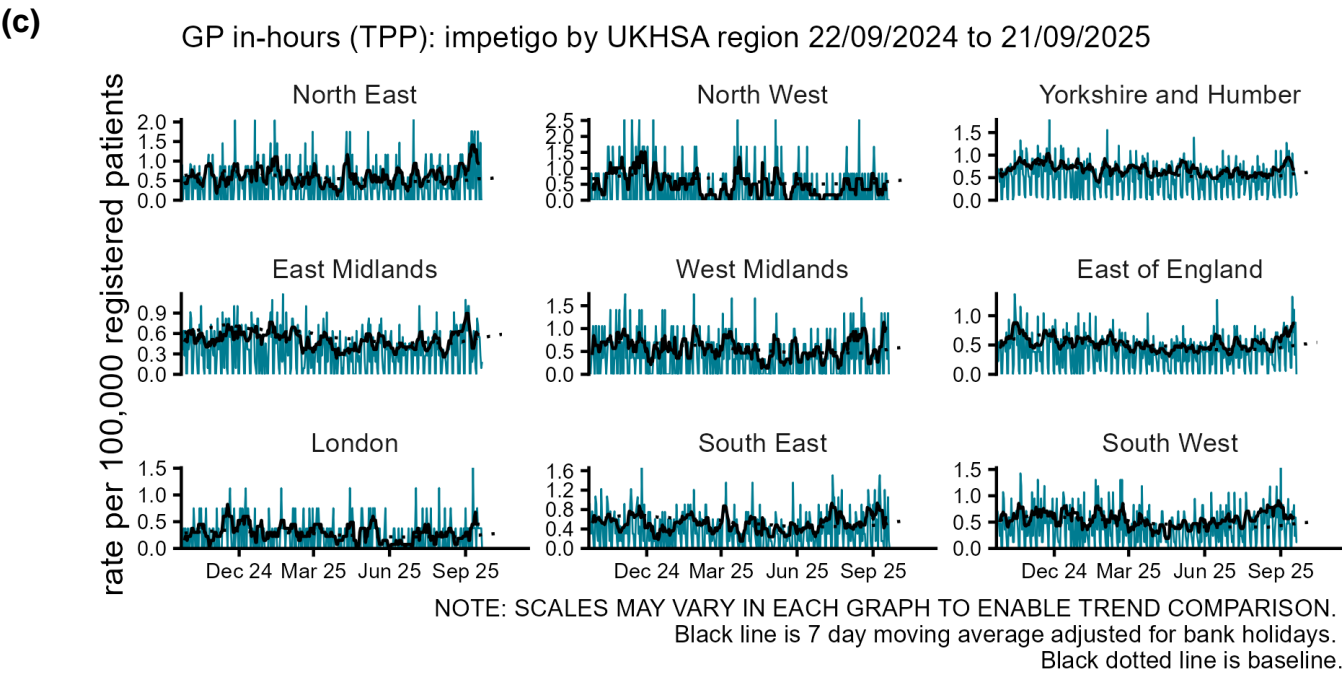 (c)
GP in-hours (TPP): impetigo by UKHSA region 22/09/2024 to 21/09/2025
rate per 100,000 registered patients
North East
2.0
1.5
1.0
0.5
0.0
North West
2.5
2.0
1.5
1.0
0.5
0.0
Yorkshire and Humber
1.5
1.0
0.5
0.0
East Midlands
0.9
0.6
0.3
0.0
West Midlands
1.5
1.0
0.5
0.0
East of England
1.0
0.5
0.0
London
1.5
1.0
0.5
0.0
Dec 24 Mar 25 Jun 25 Sep 25
South East
1.6
1.2
0.8
0.4
0.0
Dec 24 Mar 25 Jun 25 Sep 25
South West
1.5
1.0
0.5
0.0
Dec 24 Mar 25 Jun 25 Sep 25
NOTE: SCALES MAY VARY IN EACH GRAPH TO ENABLE TREND COMPARISON.
Black line is 7 day moving average adjusted for bank holidays.
Black dotted line is baseline.